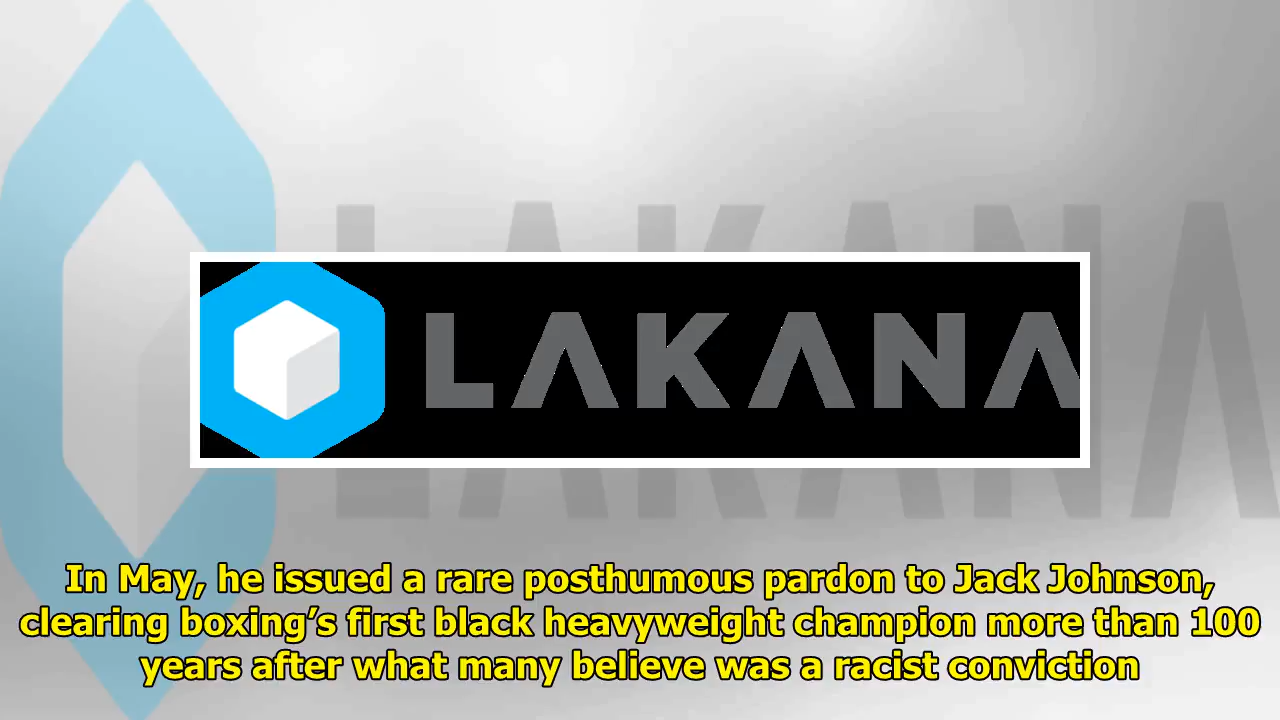 LAKANA
LAKANA
In May, he issued a rare posthumous pardon to Jack Johnson,
clearing boxing’s first black heavyweight champion more than 100
years after what many believe was a racist conviction